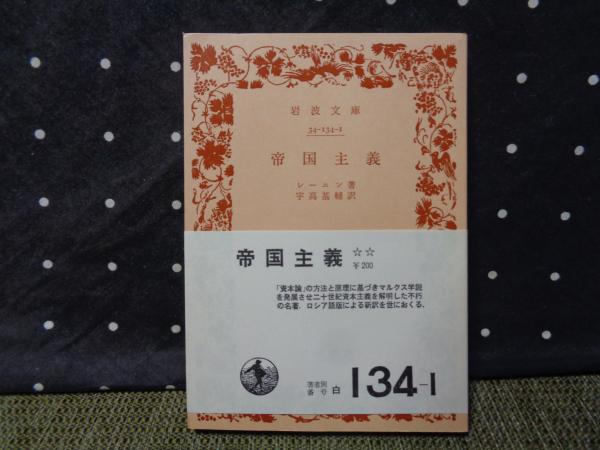 岩波文庫
34-134-1
帝国主義
レーニン著
宇高基輔訳
帝国主義 ☆☆
￥200
「資本論」の方法と原理に基づきマルクス学説
を発展させ二十世紀資本主義を解明した不朽
の名著．ロシア語版による新訳を世におくる．
著者別
番号 白 134-1